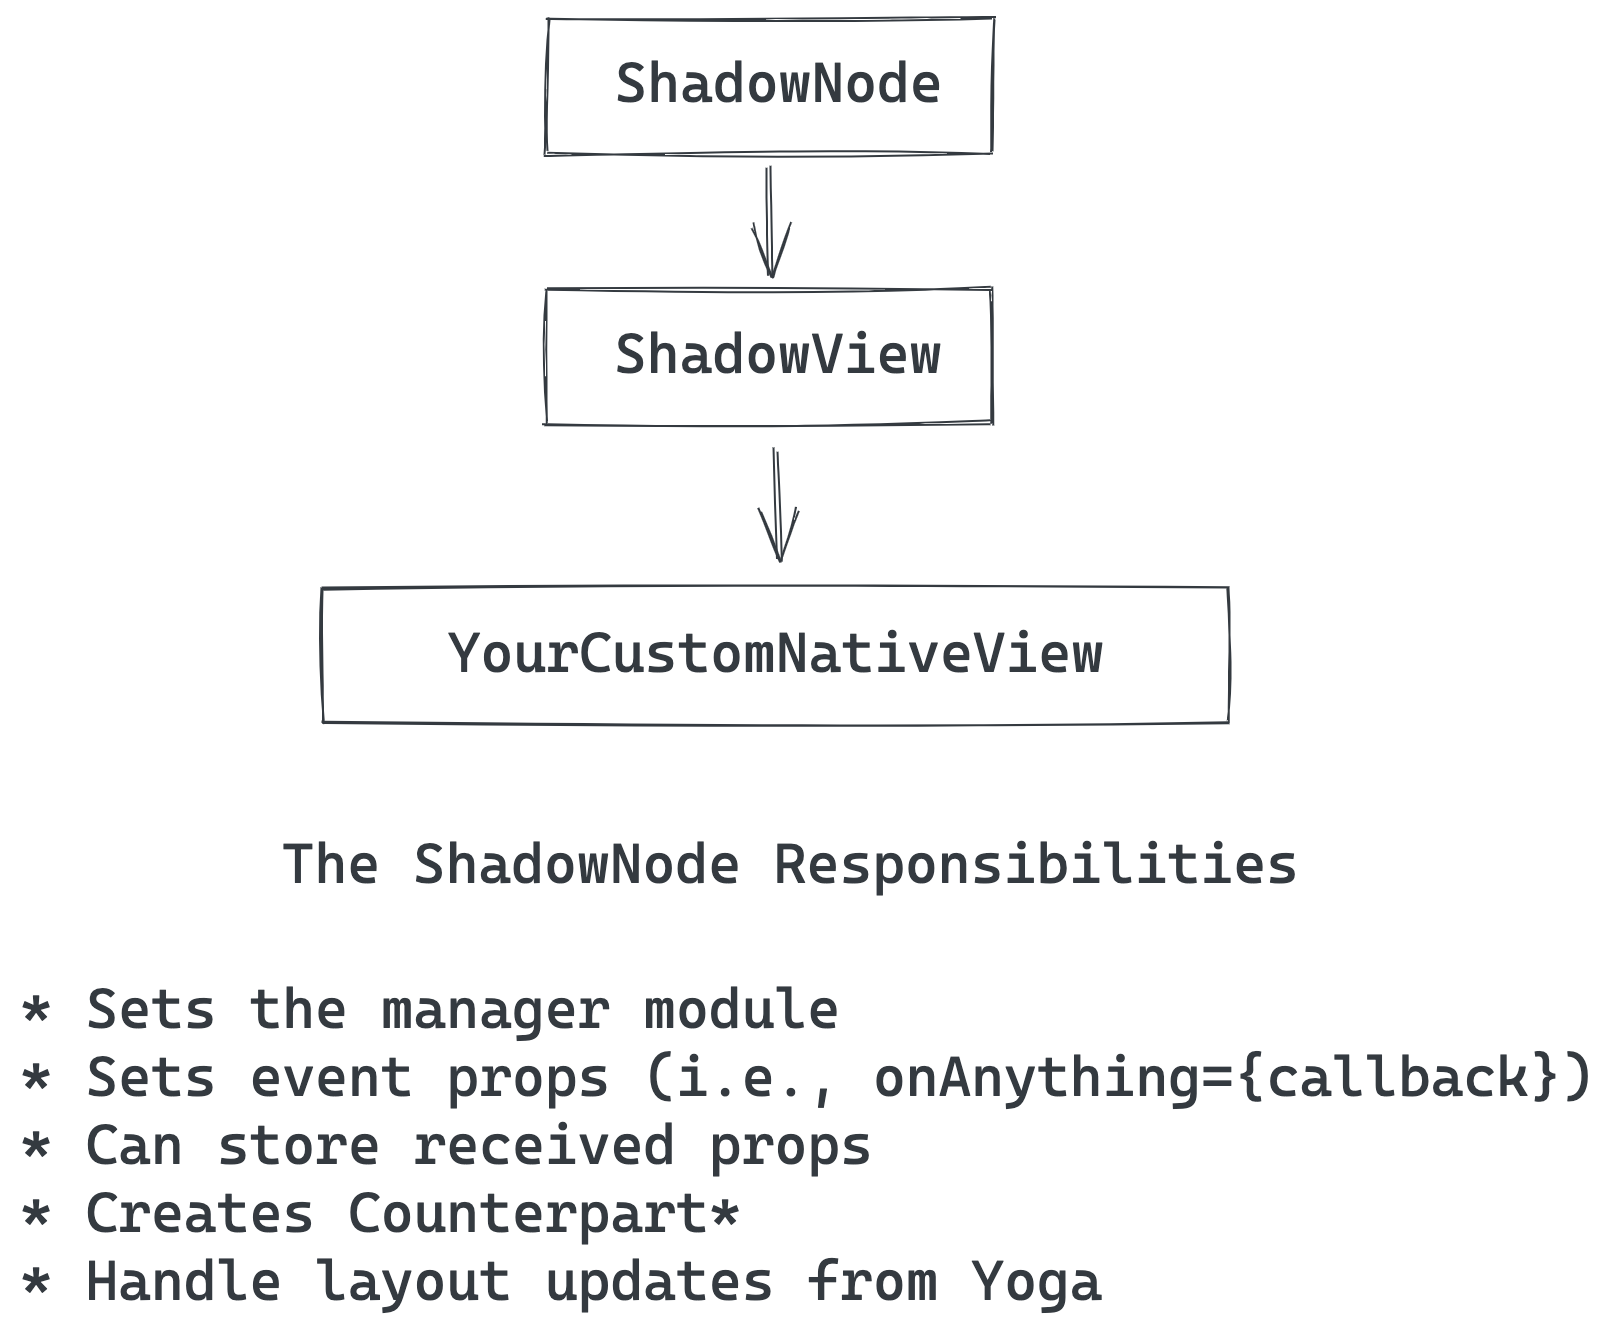 ShadowNode
ShadowView
YourCustomNativeView
The ShadowNode Responsibilities
* Sets the manager module
* Sets event props (i.e., onAnything={callback})
* Can store received props
* Creates Counterpart*
* Handle layout updates from Yoga